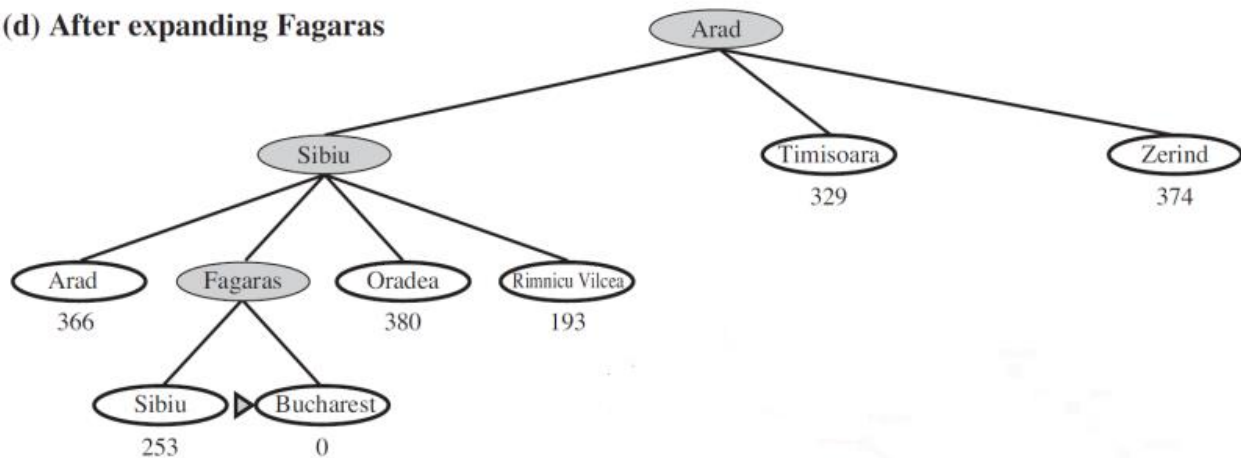 (d) After expanding Fagaras
Arad
Sibiu
Timisoara
Zerind
329
374
Arad
Fagaras
Oradea
Rimnicu Vilcea
366
380
193
Sibiu
Bucharest
253
0